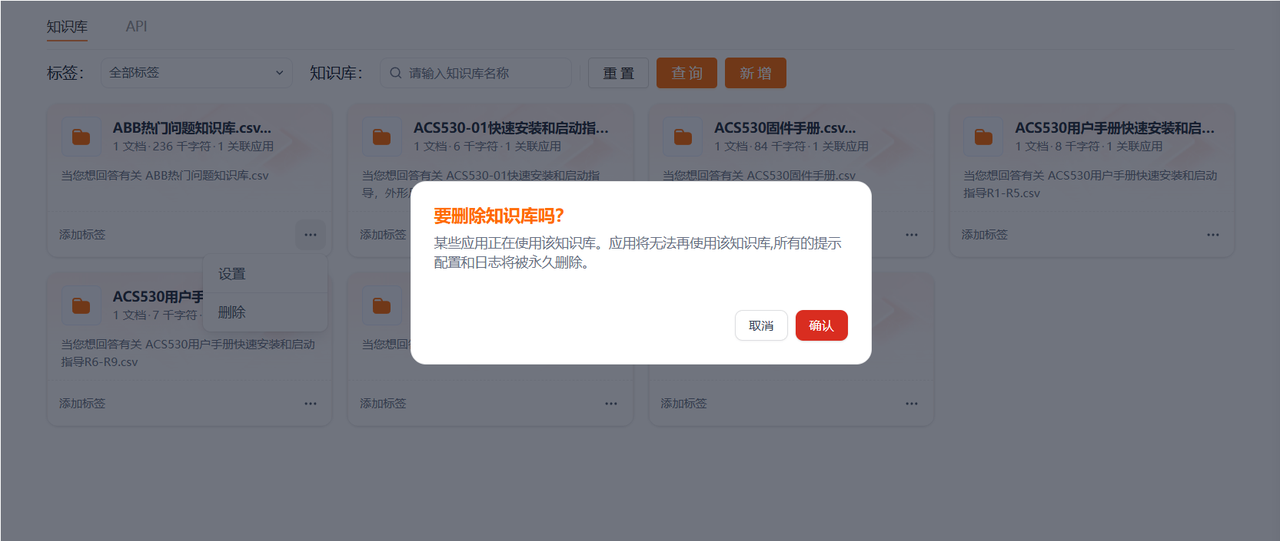 知识库 API
标签： 全部标签 知识库： 请输入知识库名称 重 置 查 询 新 增
ABB热门问题知识库.csv...
1 文档·236 千字符·1 关联应用
当您想回答有关 ABB热门问题知识库.csv
添加标签
ACS530-01快速安装和启动指...
1 文档·6 千字符·1 关联应用
当您想回答有关 ACS530-01快速安装和启动指
导，外形
添加标签
ACS530固件手册.csv...
1 文档·84 千字符·1 关联应用
当您想回答有关 ACS530固件手册.csv
ACS530用户手册快速安装和启...
1 文档·8 千字符·1 关联应用
当您想回答有关 ACS530用户手册快速安装和启动
指导R1-R5.csv
添加标签
设置
删除
要删除知识库吗？
某些应用正在使用该知识库。应用将无法再使用该知识库,所有的提示
配置和日志将被永久删除。
取消 确认
ACS530用户手
1 文档·7 千字符·
当您想回答有关 ACS530用户手册快速安装和启动
指导R6-R9.csv
添加标签
当您想回答有关
添加标签
添加标签